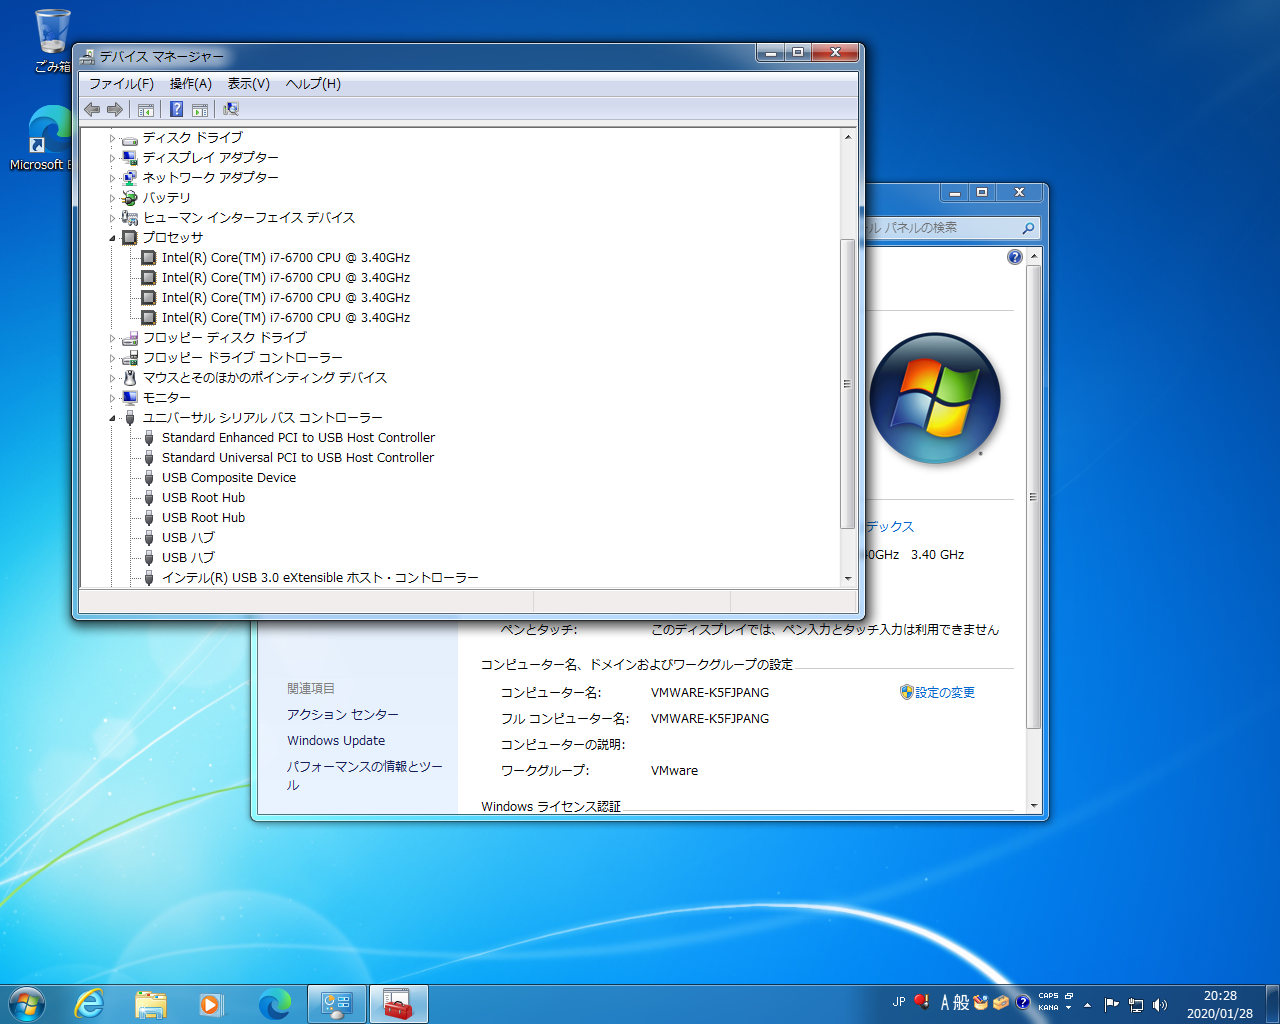 ごみ箱
Microsoft E
デバイス マネージャー
ファイル(F) 操作(A) 表示(V) ヘルプ(H)
ディスク ドライブ
ディスプレイ アダプター
ネットワーク アダプター
バッテリ
ヒューマン インターフェイス デバイス
プロセッサ
Intel(R) Core(TM) i7-6700 CPU @ 3.40GHz
Intel(R) Core(TM) i7-6700 CPU @ 3.40GHz
Intel(R) Core(TM) i7-6700 CPU @ 3.40GHz
Intel(R) Core(TM) i7-6700 CPU @ 3.40GHz
フロッピー ディスク ドライブ
フロッピー ドライブ コントローラー
マウスとそのほかのポインティング デバイス
モニター
ユニバーサル シリアル バス コントローラー
Standard Enhanced PCI to USB Host Controller
Standard Universal PCI to USB Host Controller
USB Composite Device
USB Root Hub
USB Root Hub
USB ハブ
USB ハブ
インテル(R) USB 3.0 eXtensible ホスト・コントローラー
ル パネルの検索
デックス
0GHz 3.40 GHz
ペンとタッチ: このディスプレイでは、ペン入力とタッチ入力は利用できません
コンピューター名、ドメインおよびワークグループの設定
コンピューター名: VMWARE-K5FJPANG 設定の変更
フル コンピューター名: VMWARE-K5FJPANG
コンピューターの説明:
ワークグループ: VMware
Windows ライセンス認証
関連項目
アクション センター
Windows Update
パフォーマンスの情報とツー
ル
JP A 般 CAPS
KANA
20:28
2020/01/28